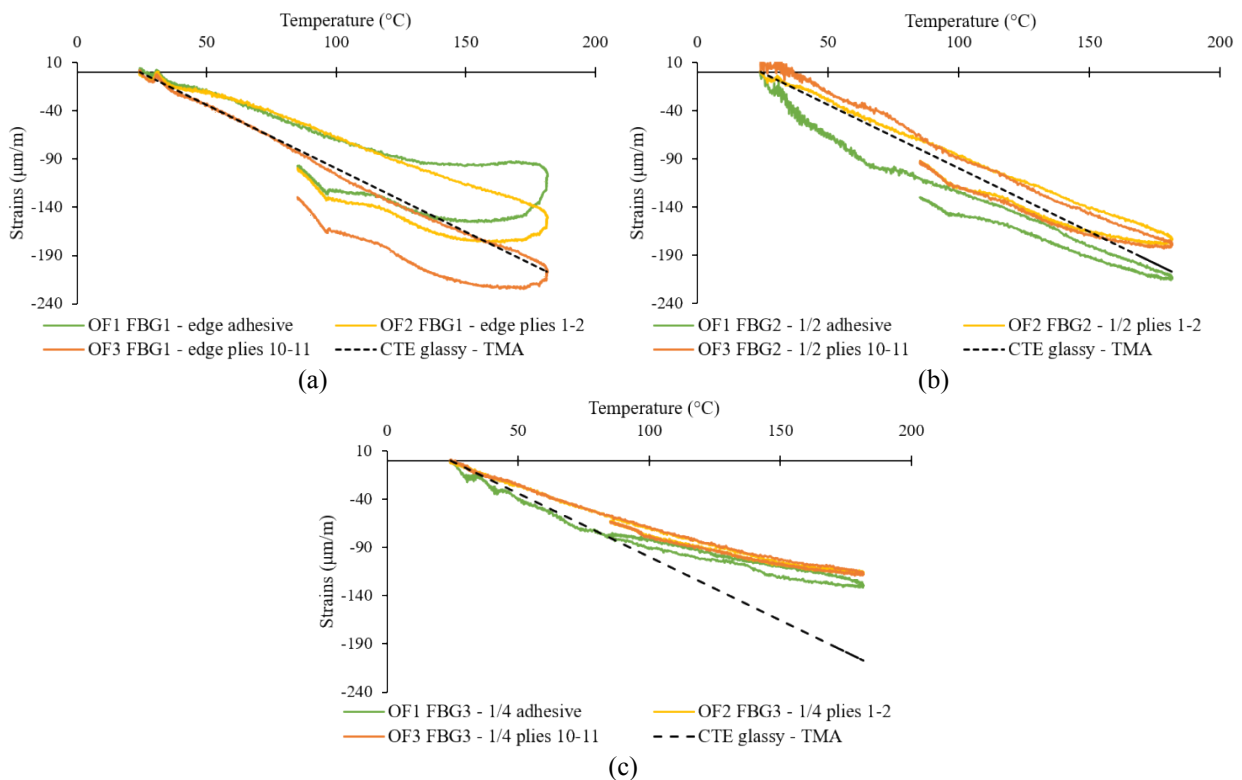 Temperature (°C)
0 50 100 150 200
10
-40
-90
-140
-190
-240
Strains (μm/m)
OF1 FBG1 - edge adhesive OF2 FBG1 - edge plies 1-2
OF3 FBG1 - edge plies 10-11 CTE glassy - TMA
(a)
Temperature (°C)
0 50 100 150 200
10
-40
-90
-140
-190
-240
Strains (μm/m)
OF1 FBG2 - 1/2 adhesive OF2 FBG2 - 1/2 plies 1-2
OF3 FBG2 - 1/2 plies 10-11 CTE glassy - TMA
(b)
Temperature (°C)
0 50 100 150 200
10
-40
-90
-140
-190
-240
Strains (μm/m)
OF1 FBG3 - 1/4 adhesive OF2 FBG3 - 1/4 plies 1-2
OF3 FBG3 - 1/4 plies 10-11 CTE glassy - TMA
(c)